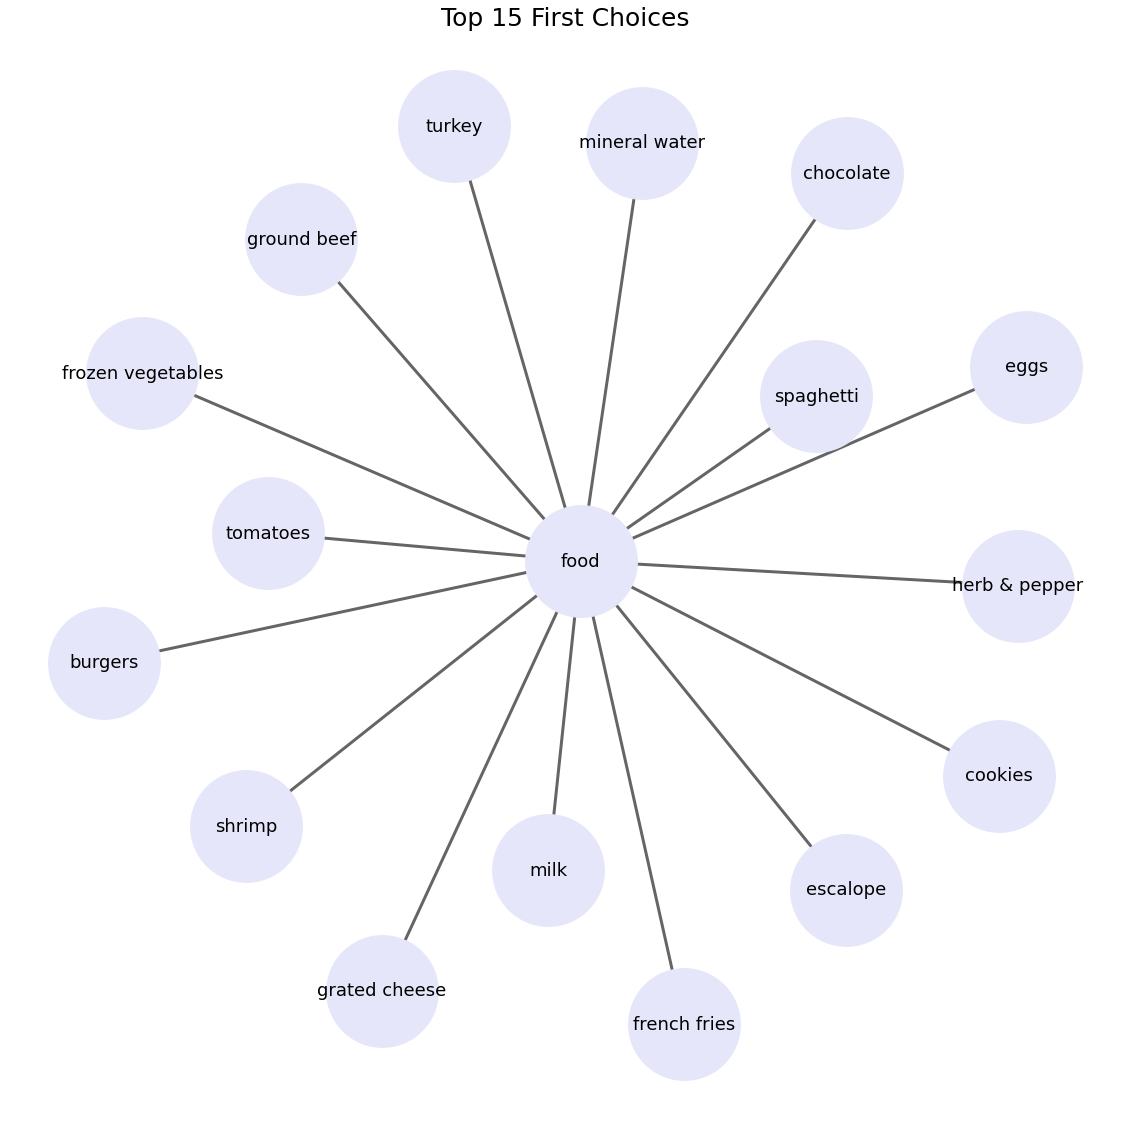 Top 15 First Choices
turkey
mineral water
chocolate
ground beef
eggs
frozen vegetables
spaghetti
tomatoes
food
herb & pepper
burgers
cookies
shrimp
milk
escalope
grated cheese
french fries